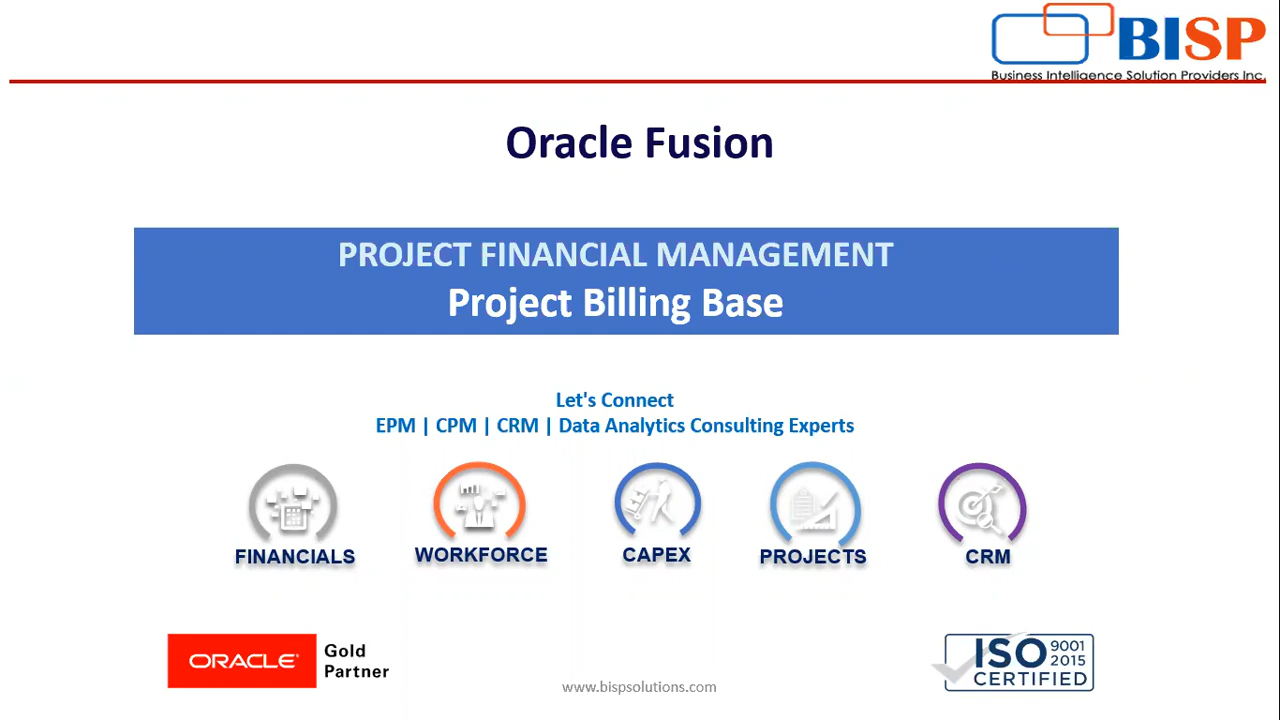 BISP
Business Intelligence Solution Providers Inc.
Oracle Fusion
PROJECT FINANCIAL MANAGEMENT
Project Billing Base
Let's Connect
EPM | CPM | CRM | Data Analytics Consulting Experts
FINANCIALS
WORKFORCE
CAPEX
PROJECTS
CRM
ORACLE®
Gold
Partner
www.bispsolutions.com
ISO 9001
2015
CERTIFIED